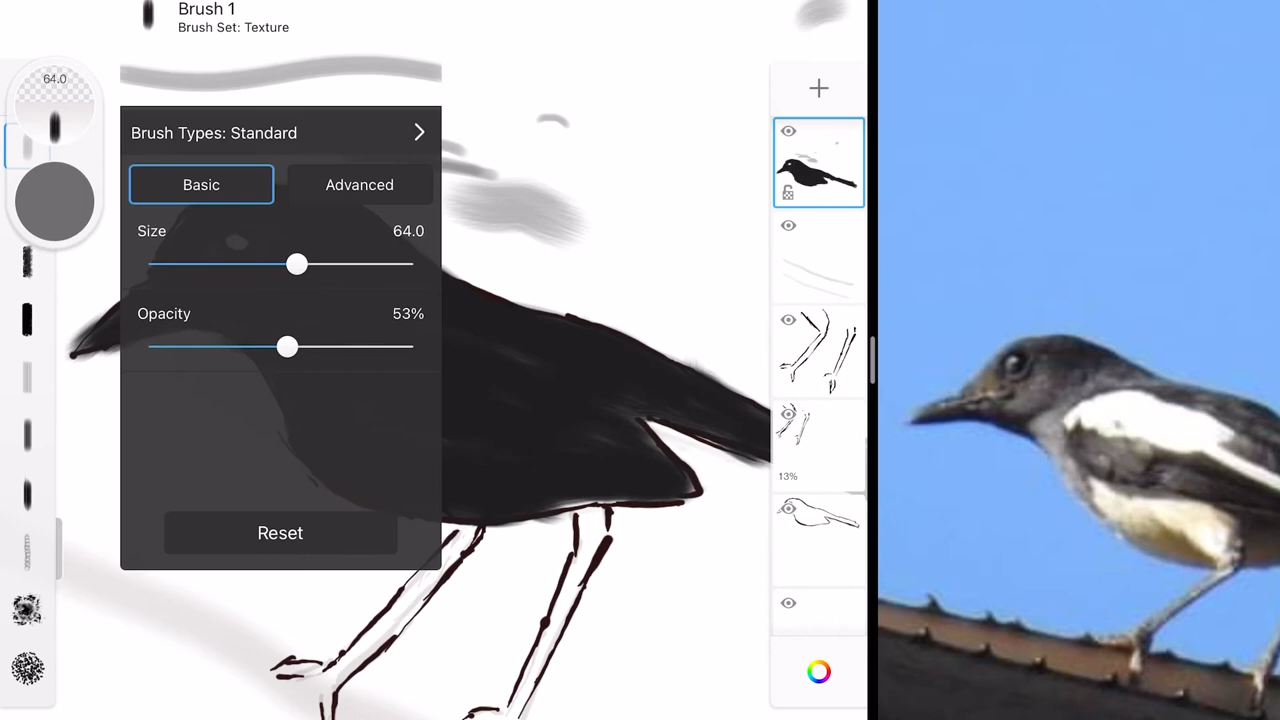 Brush 1
Brush Set: Texture
64.0
Brush Types: Standard
Basic
Advanced
Size
64.0
Opacity
53%
Reset
13%